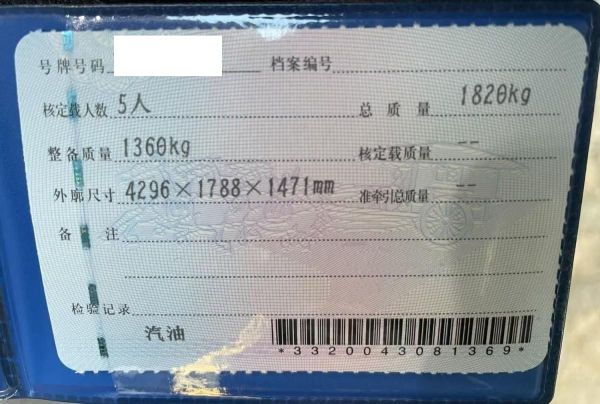 号牌号码 档案编号
核定载人数 5人 总质量 1820kg
整备质量 1360kg 核定载质量 --
外廓尺寸 4296×1788×1471mm 准牵引总质量 --
备注
检验记录
汽油
*3320043081369*